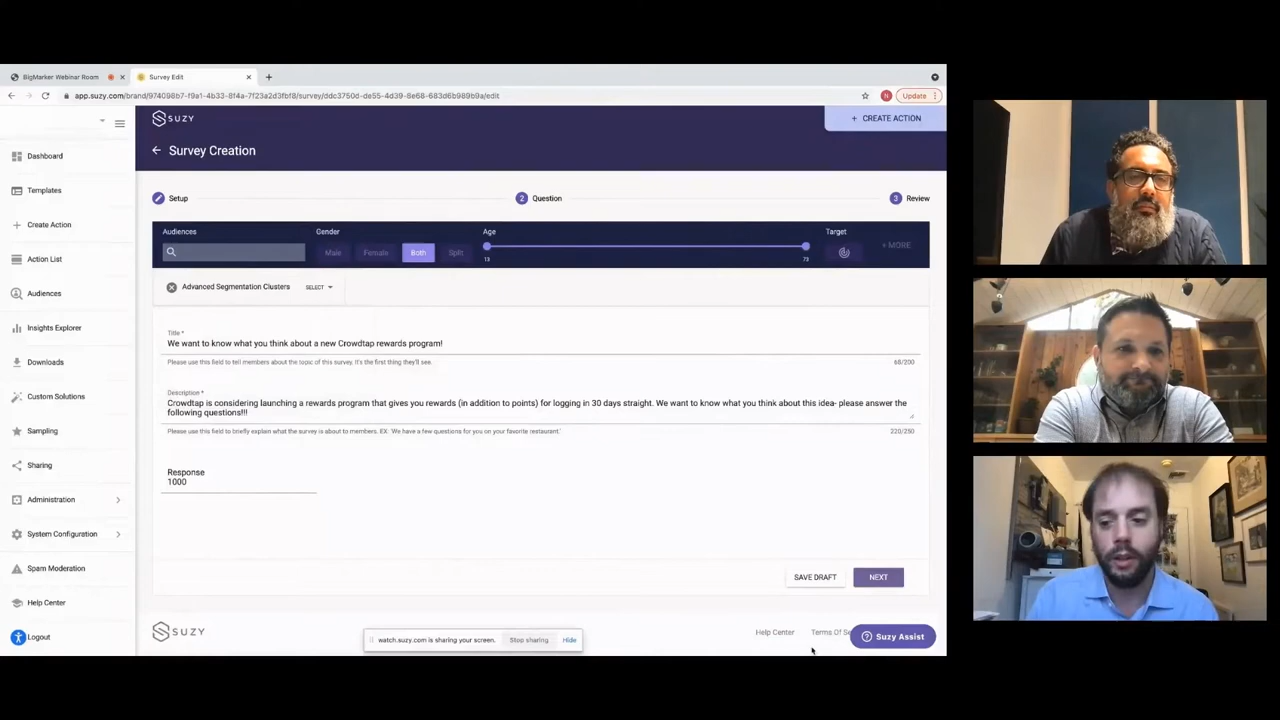 BigMarker Webinar Room
Survey Edit
app.suzy.com/brand/974098b7-f9a1-4b33-8f4a-7f23a2d3fbf8/survey/ddc3750d-de55-4d39-8e68-683d6b989b9a/edit
N
Update
SUZY
+ CREATE ACTION
Survey Creation
Dashboard
Templates
Create Action
Action List
Audiences
Insights Explorer
Downloads
Custom Solutions
Sampling
Sharing
Administration
System Configuration
Spam Moderation
Help Center
Logout
Setup
2 Question
3 Review
Audiences
Gender
Male
Female
Both
Split
Age
13
73
Target
+ MORE
Advanced Segmentation Clusters
SELECT
Title *
We want to know what you think about a new Crowdtap rewards program!
Please use this field to tell members about the topic of this survey. It's the first thing they'll see.
68/200
Description *
Crowdtap is considering launching a rewards program that gives you rewards (in addition to points) for logging in 30 days straight. We want to know what you think about this idea- please answer the
following questions!!!
Please use this field to briefly explain what the survey is about to members. EX: 'We have a few questions for you on your favorite restaurant.'
220/250
Response
1000
SAVE DRAFT
NEXT
SUZY
watch.suzy.com is sharing your screen.
Stop sharing
Hide
Help Center
Terms Of Se
Suzy Assist